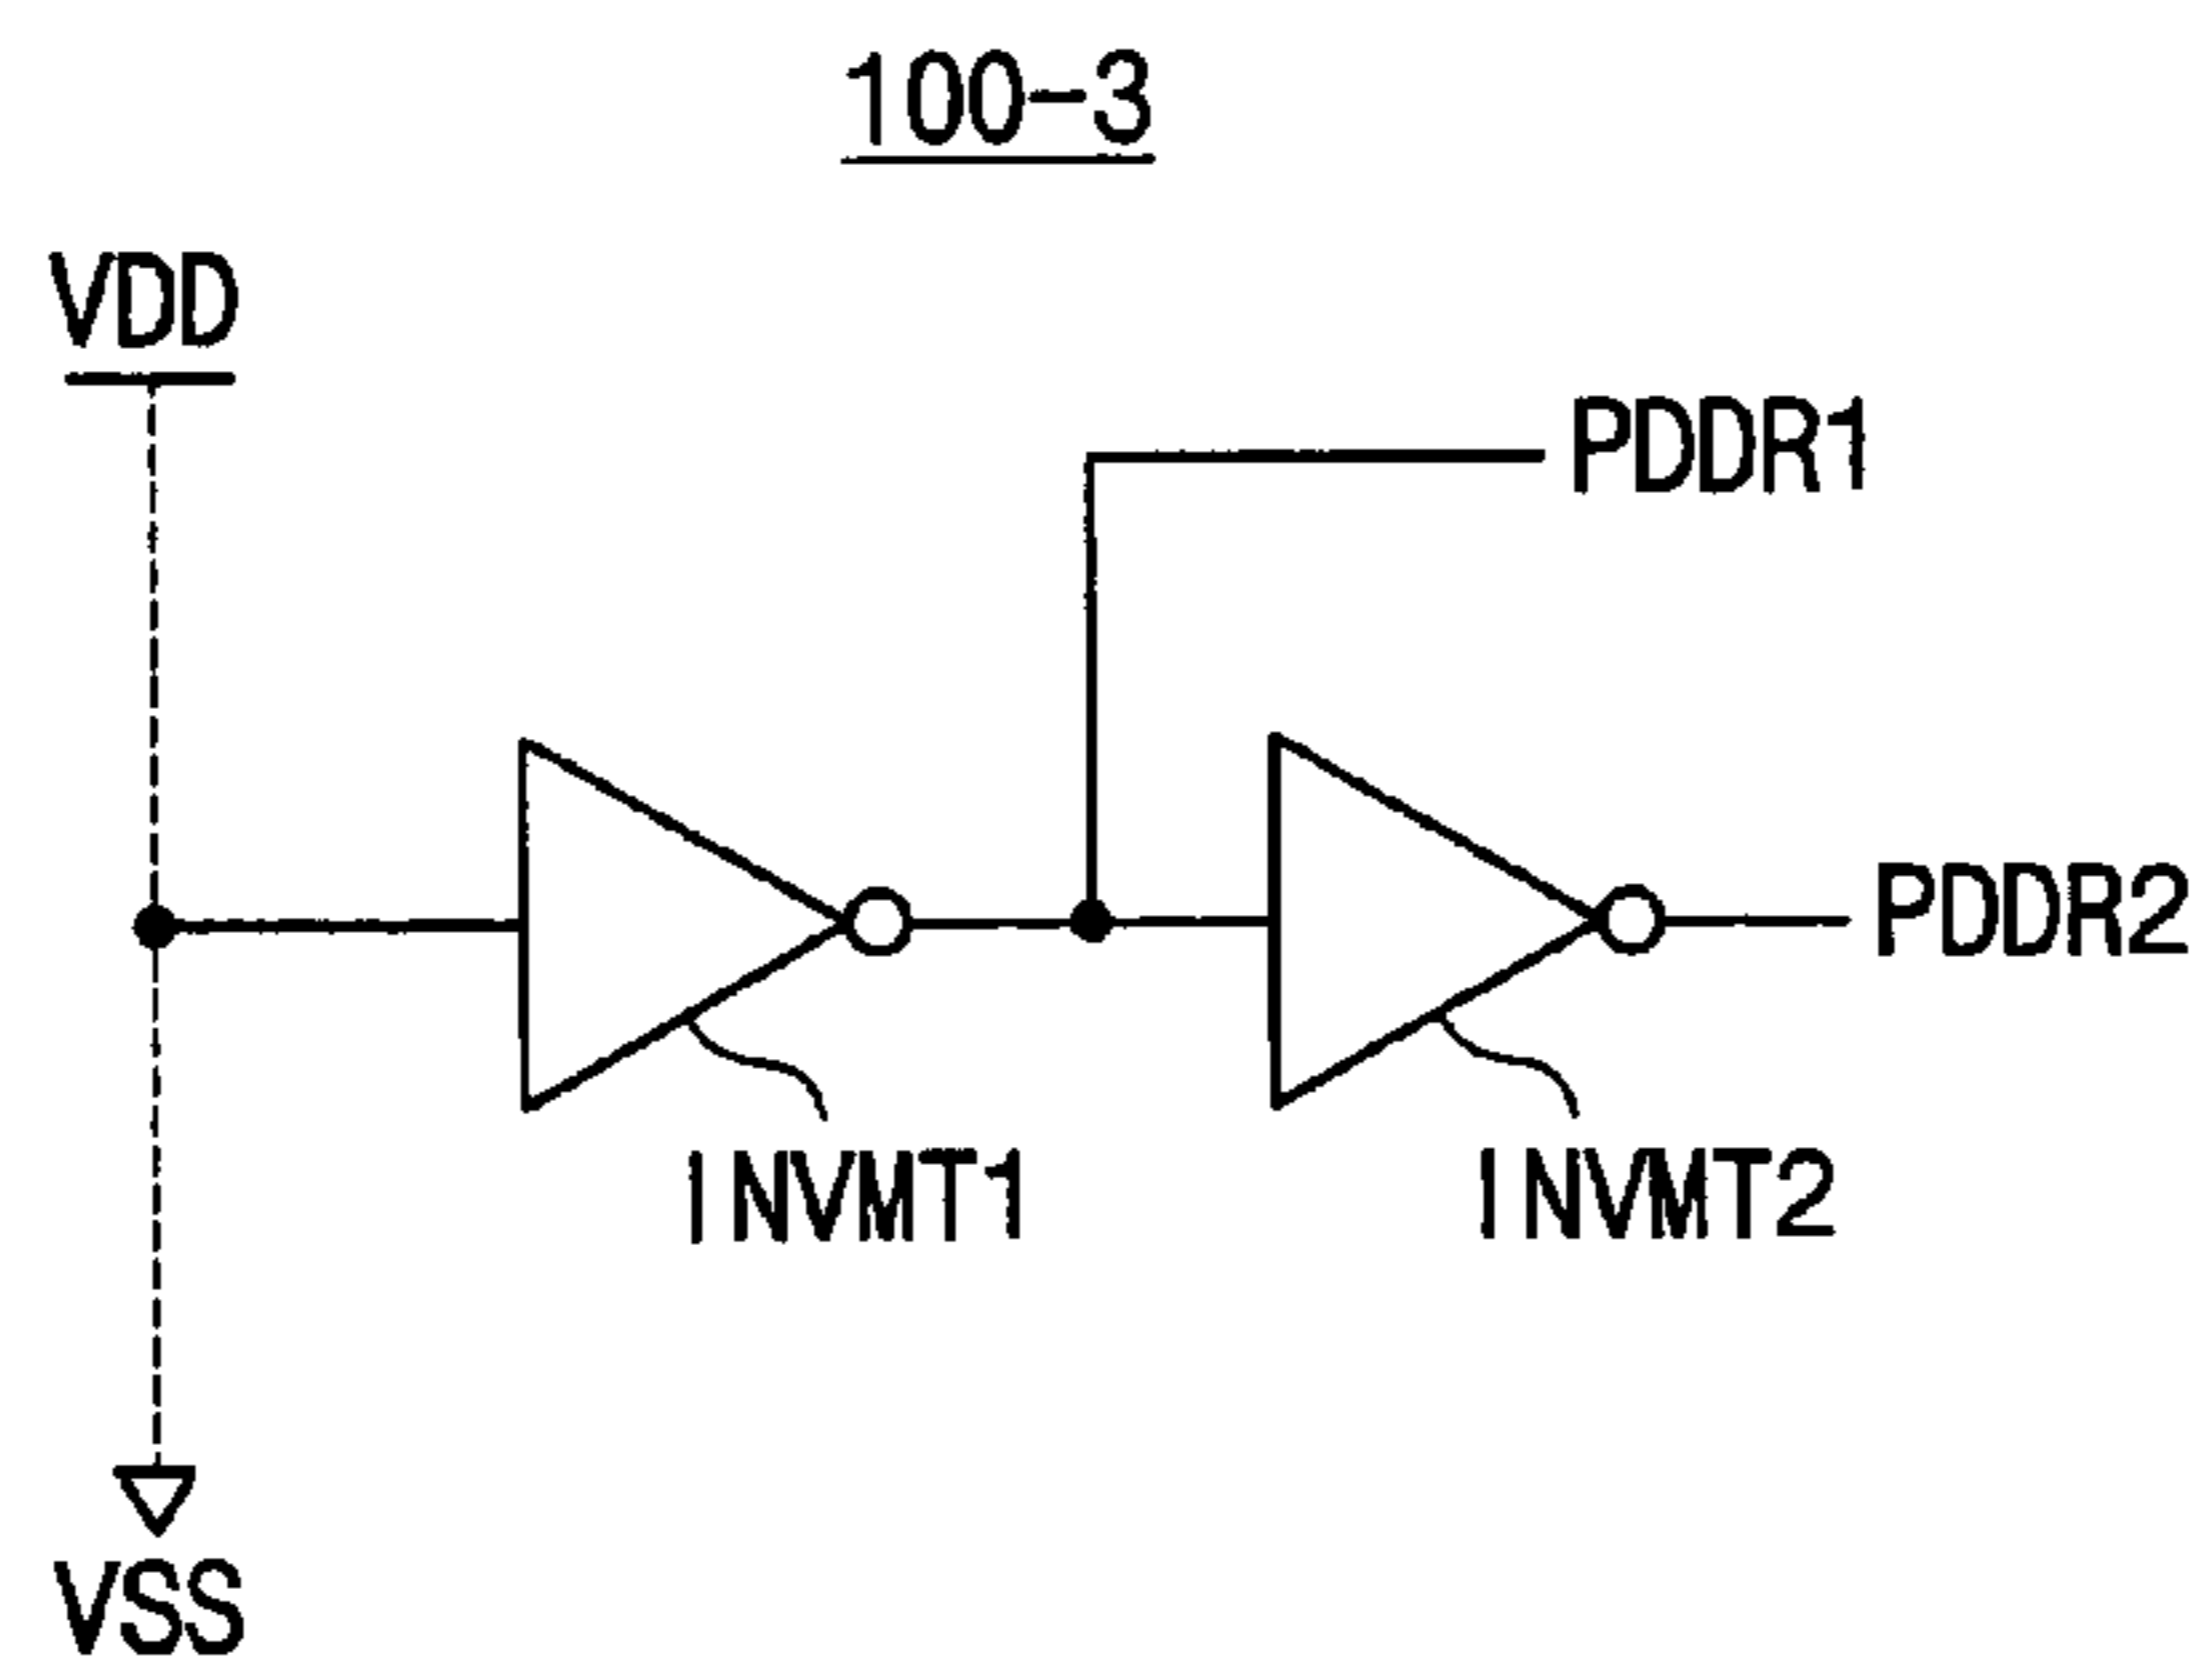 100-3
VDD
PDDR1
PDDR2
INVMT1
INVMT2
VSS